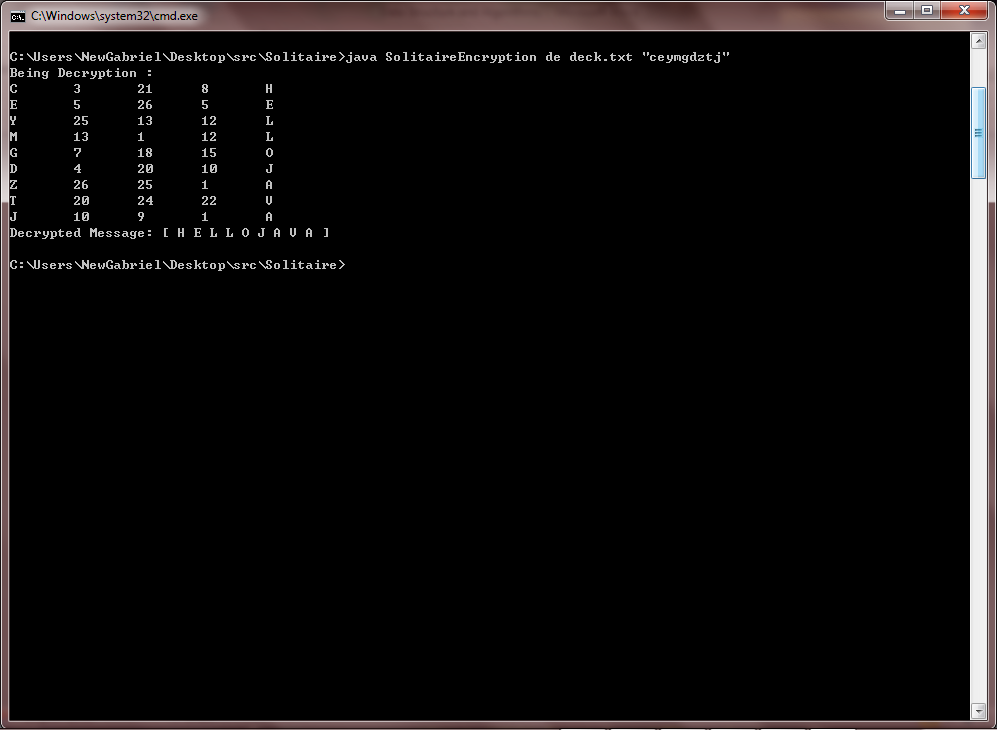 C:\Windows\system32\cmd.exe
C:\Users\NewGabriel\Desktop\src\Solitaire>java SolitaireEncryption de deck.txt "ceymgdztj"
Being Decryption :
C 3 21 8 H
E 5 26 5 E
Y 25 13 12 L
M 13 1 12 L
G 7 18 15 O
D 4 20 10 J
Z 26 25 1 A
T 20 24 22 V
J 10 9 1 A
Decrypted Message: [ H E L L O J A V A ]
C:\Users\NewGabriel\Desktop\src\Solitaire>